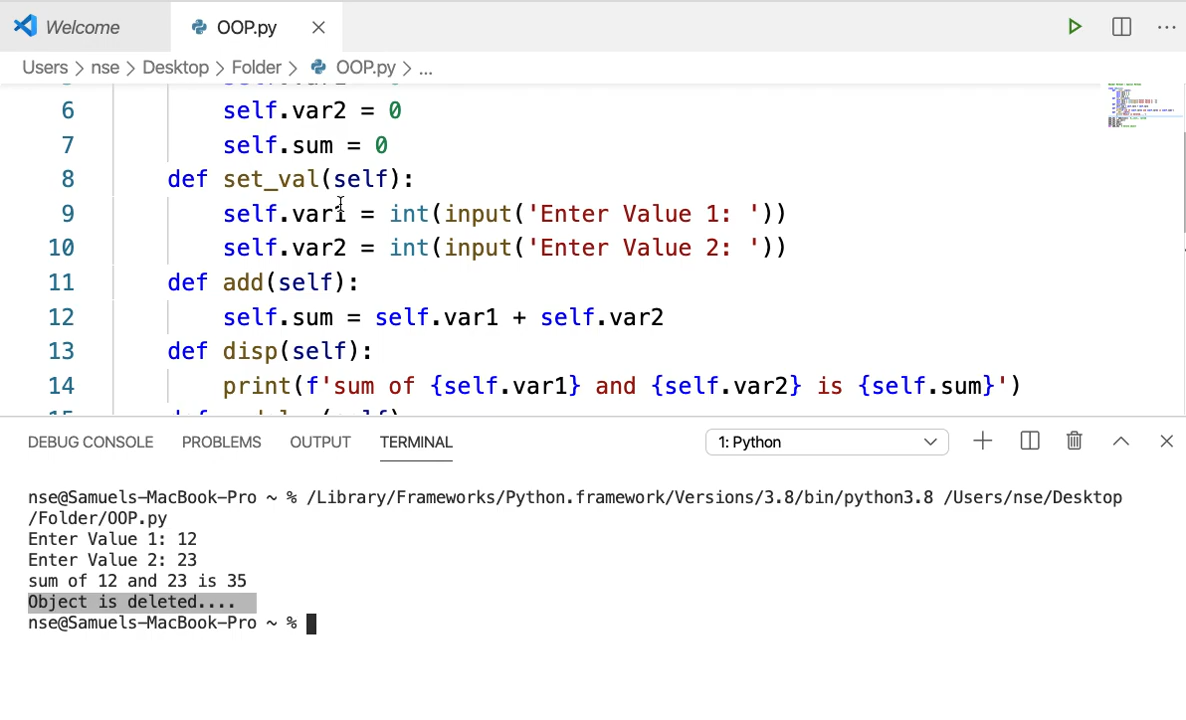 Welcome
OOP.py
Users > nse > Desktop > Folder > OOP.py > ...
6 self.var2 = 0
7 self.sum = 0
8 def set_val(self):
9 self.var1 = int(input('Enter Value 1: '))
10 self.var2 = int(input('Enter Value 2: '))
11 def add(self):
12 self.sum = self.var1 + self.var2
13 def disp(self):
14 print(f'sum of {self.var1} and {self.var2} is {self.sum}')
DEBUG CONSOLE PROBLEMS OUTPUT TERMINAL 1: Python
nse@Samuels-MacBook-Pro ~ % /Library/Frameworks/Python.framework/Versions/3.8/bin/python3.8 /Users/nse/Desktop
/Folder/OOP.py
Enter Value 1: 12
Enter Value 2: 23
sum of 12 and 23 is 35
Object is deleted....
nse@Samuels-MacBook-Pro ~ %